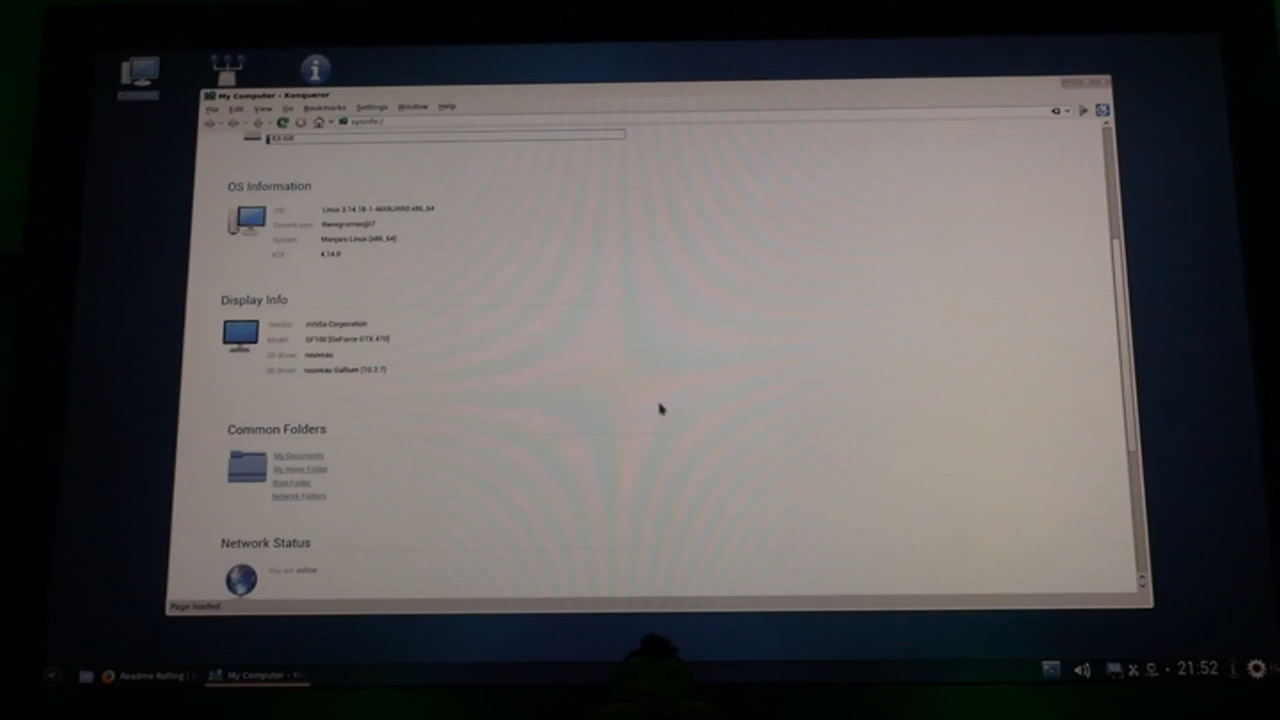 My Computer - Konqueror
File Edit View Go Bookmarks Settings Window Help
sysinfo:/
OS Information
OS: Linux 3.14.18-1-MANJARO x86_64
Current user:
System: Manjaro Linux (x86_64)
KDE: 4.14.0
Display Info
Vendor: nVidia Corporation
Model: GF100 [GeForce GTX 470]
2D driver: nouveau
3D driver: nouveau Gallium (10.2.7)
Common Folders
My Documents
My Home Folder
Root Folder
Network Folders
Network Status
You are online
Page loaded.
Readme Rolling
My Computer - Ko
21:52